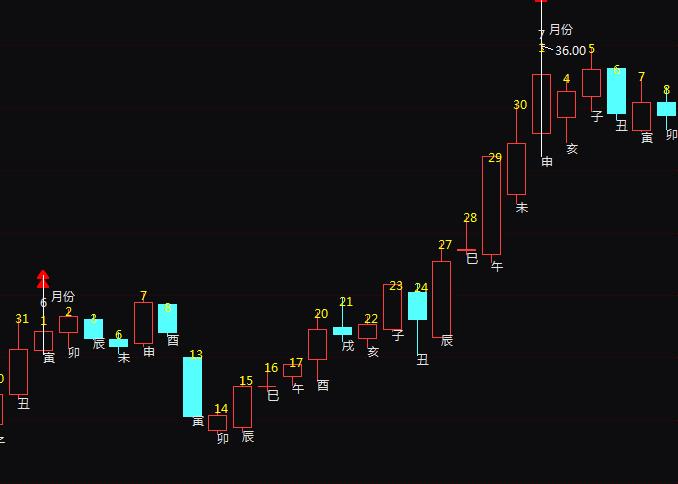 月份
7
1
36.00
5
6
4
7
8
30
子
丑
寅
卯
亥
申
29
未
28
27
巳
午
月份
6
31
1
2
3
6
7
8
20
21
22
23
24
寅
卯
辰
未
申
酉
戌
亥
子
丑
辰
13
15
16
17
丑
14
巳
午
酉
寅
卯
辰